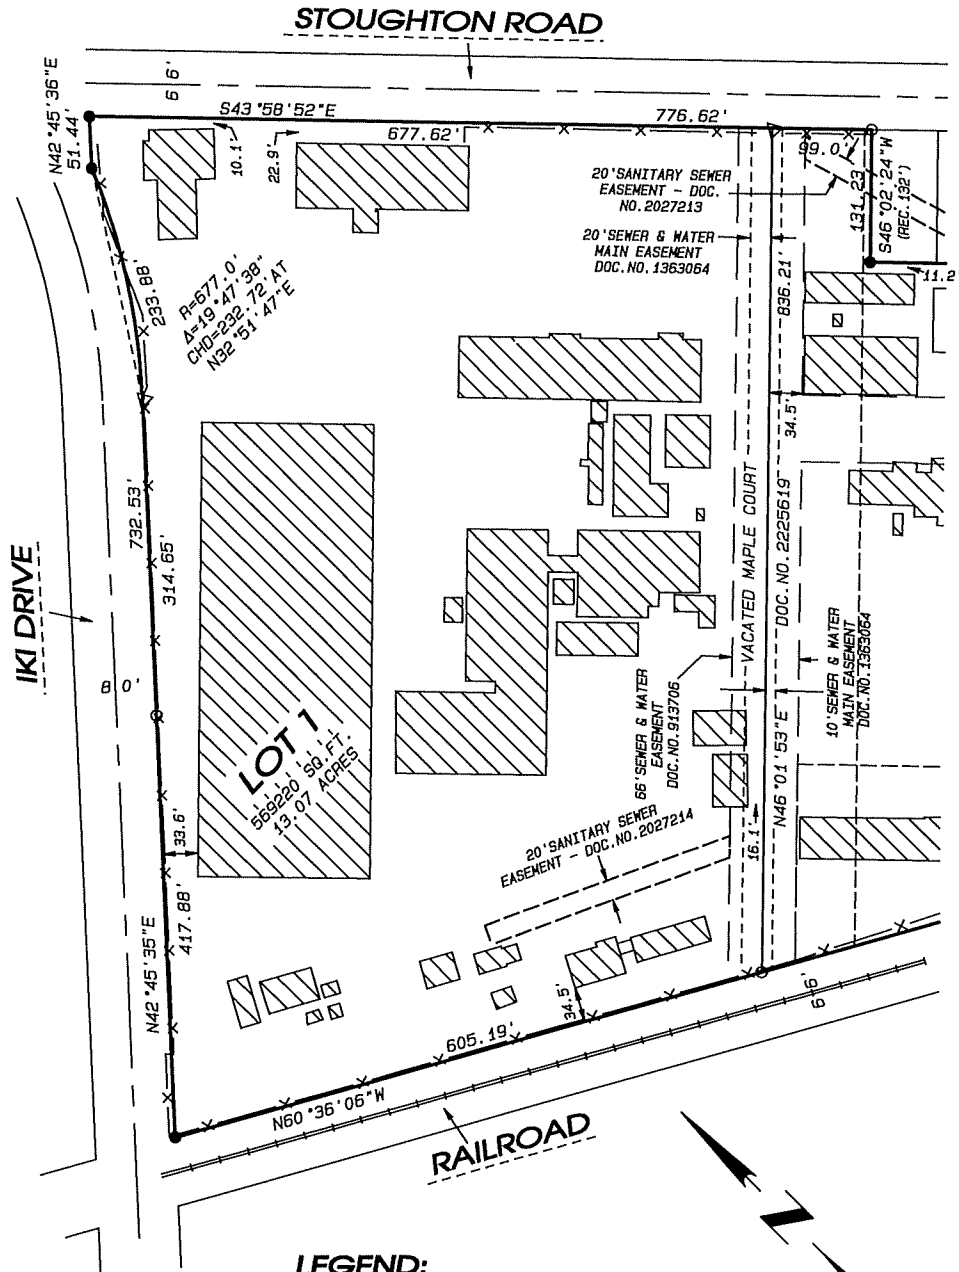 STOUGHTON ROAD
66'
N42°45'36"E
51.44'
S43°58'52"E
776.62'
677.62'
10.1'
22.9'
99.0'
20'SANITARY SEWER
EASEMENT - DOC.
NO.2027213
131.23'
S46°02'24"W
(REC.132')
20'SEWER & WATER
MAIN EASEMENT
DOC.NO.1363064
11.2
233.88'
R=677.0'
Δ=19°47'38"
CHD=232.72'AT
N32°51'47"E
836.21'
34.5'
732.53'
314.65'
VACATED MAPLE COURT
DOC.NO.2225619
IKI DRIVE
80'
66'SEWER & WATER
EASEMENT
DOC.NO.913706
10'SEWER & WATER
MAIN EASEMENT
DOC.NO.1363064
N46°01'53"E
LOT 1
569220 SQ.FT.
13.07 ACRES
33.6'
16.1'
20'SANITARY SEWER
EASEMENT - DOC.NO.2027214
417.88'
N42°45'35"E
34.5'
66'
605.19'
N60°36'06"W
RAILROAD
N
LEGEND: